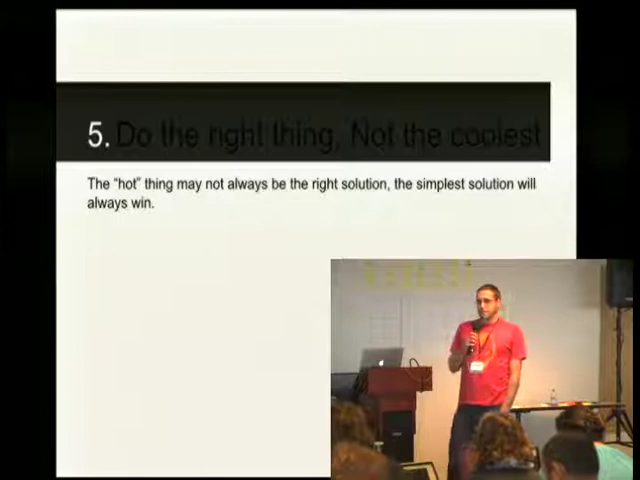 5. Do the right thing, Not the coolest
The “hot” thing may not always be the right solution, the simplest solution will
always win.